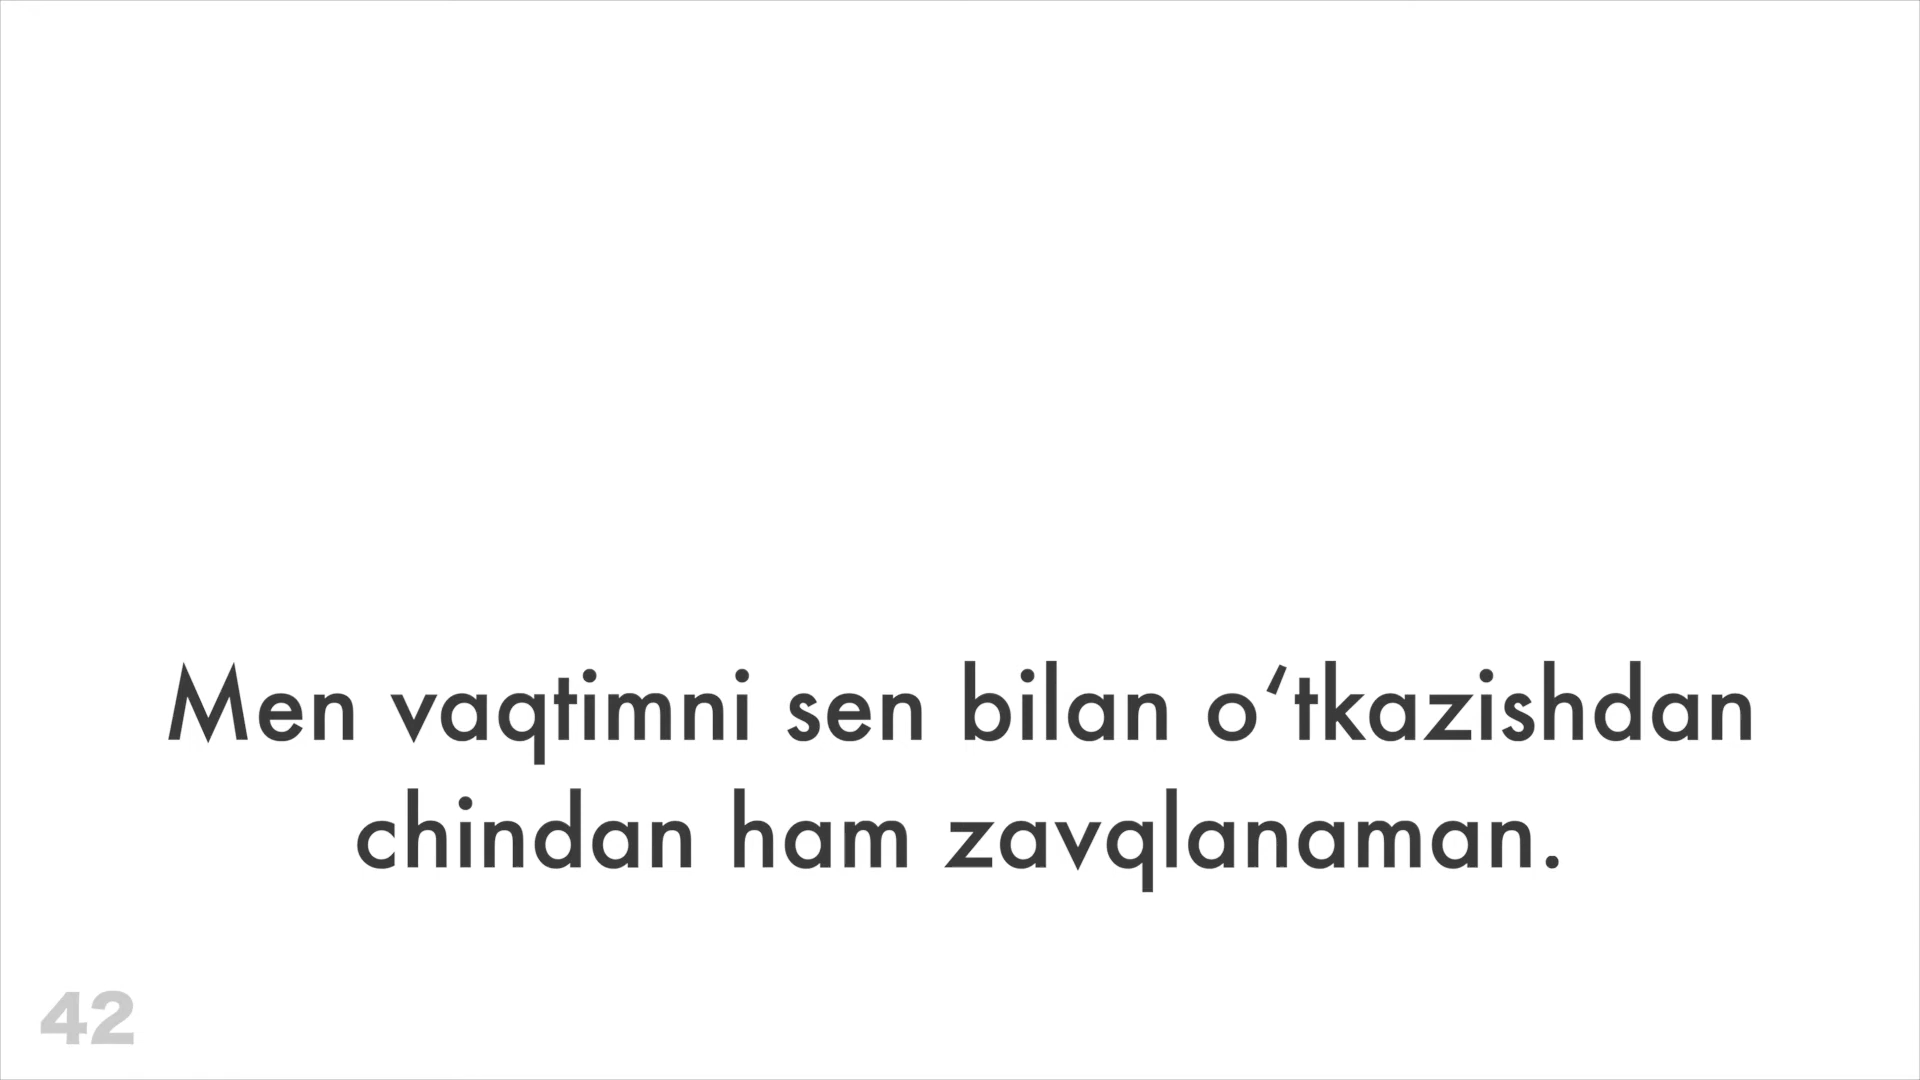 Men vaqtimni sen bilan o‘tkazishdan
chindan ham zavqlanaman.
42